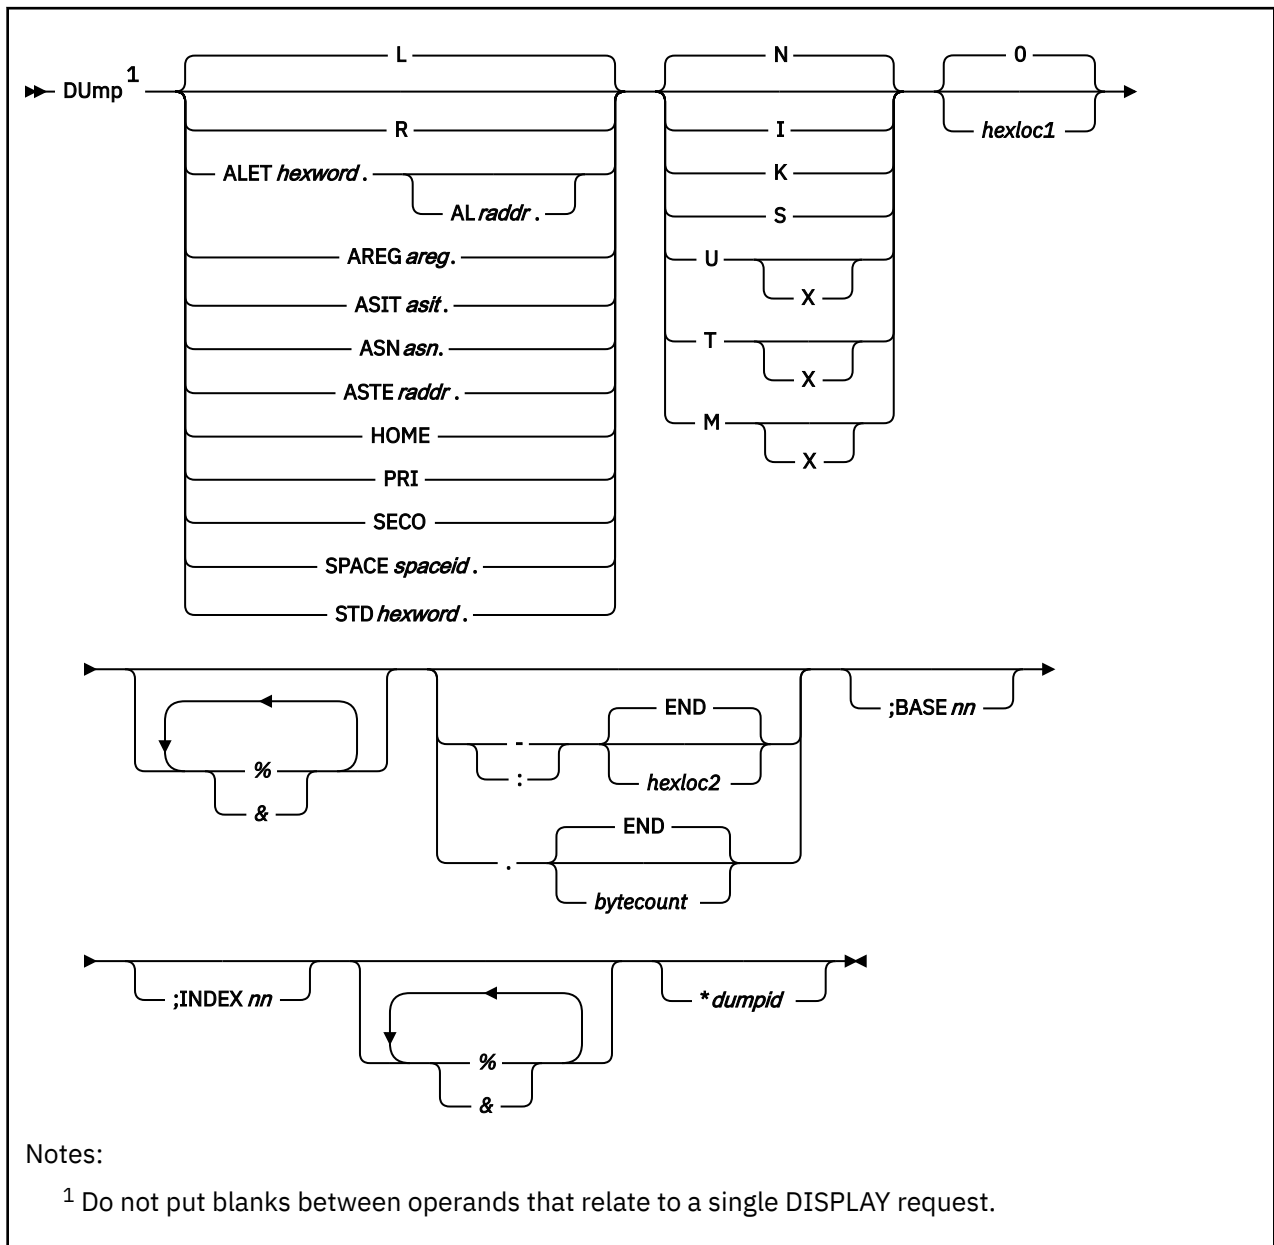 L N 0
DUmp 1
R I hexloc1
ALET hexword . K
AL raddr . S
AREG areg. U
X
ASIT asit .
ASN asn. T
X
ASTE raddr .
HOME M
X
PRI
SECO
SPACE spaceid .
STD hexword .
END ;BASE nn
% - hexloc2
& :
END
. bytecount
;INDEX nn *dumpid
%
&
Notes:
1 Do not put blanks between operands that relate to a single DISPLAY request.